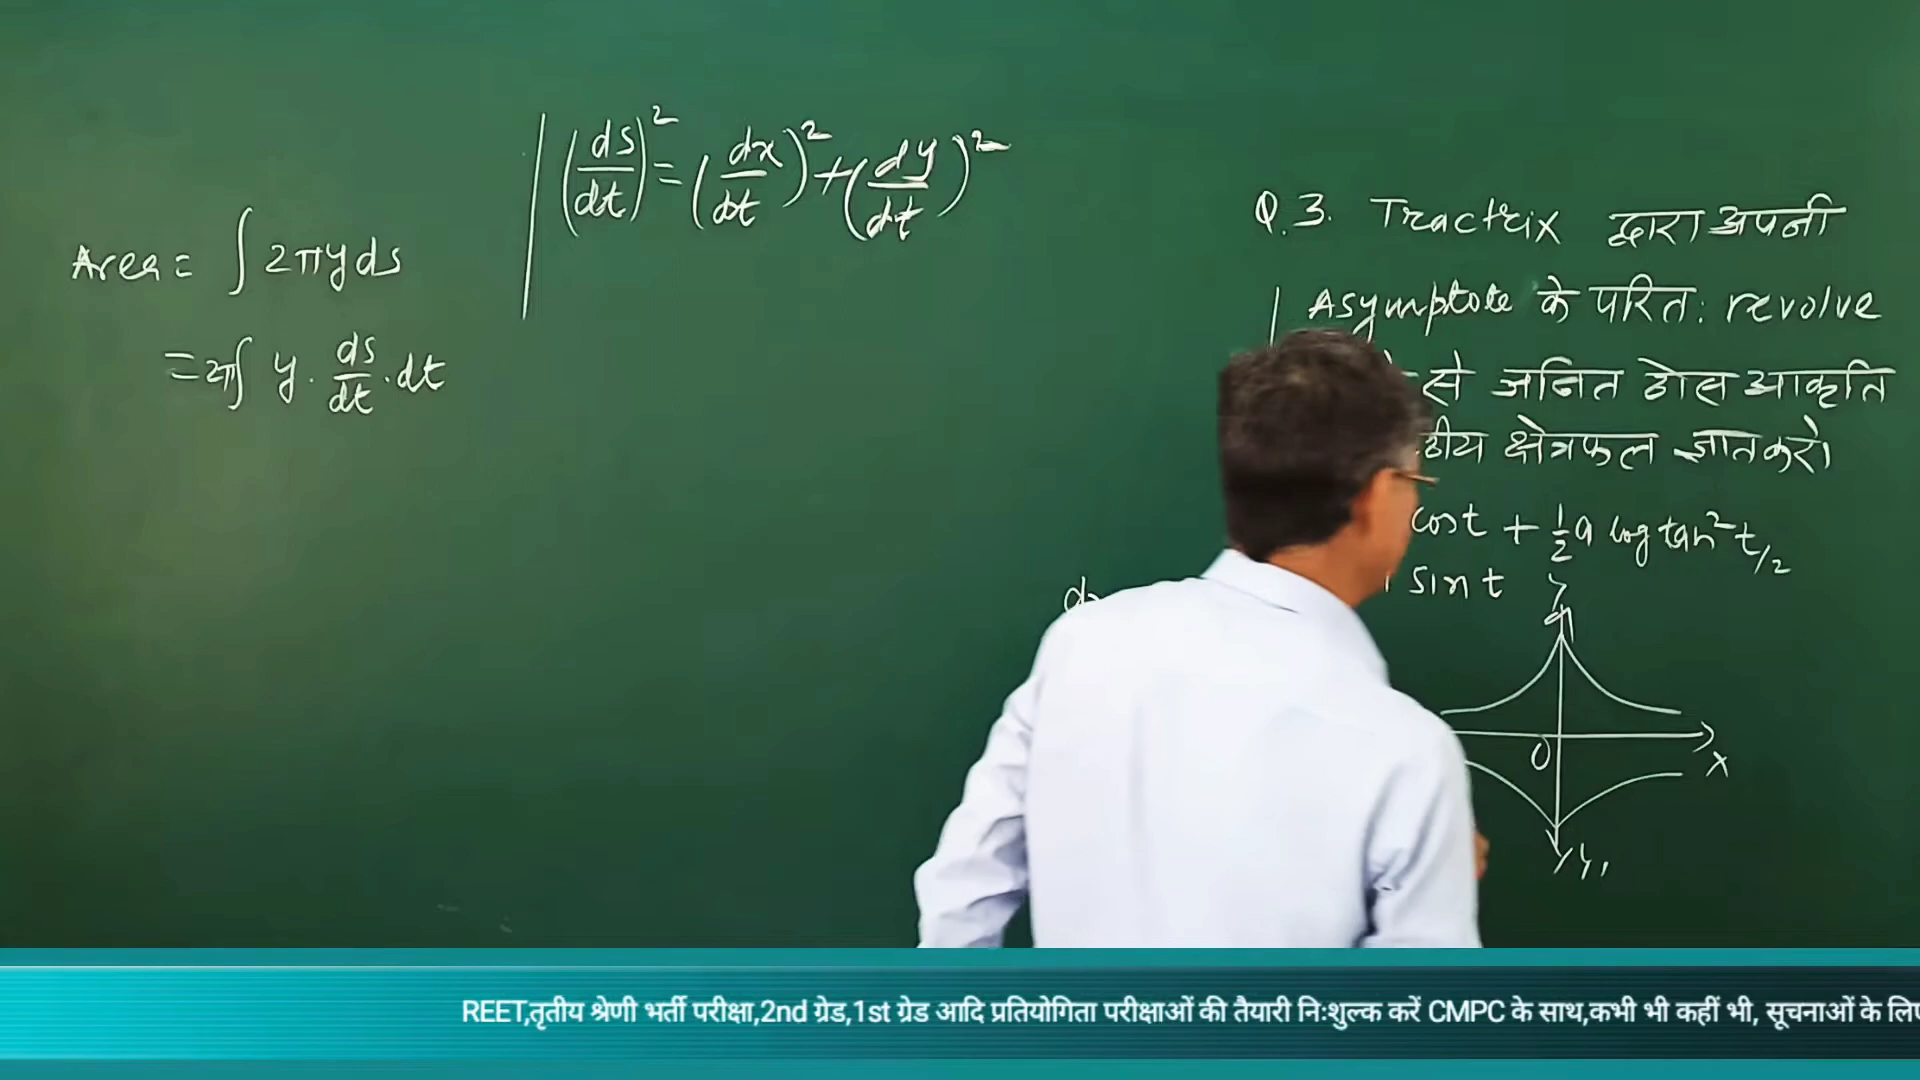 (ds/dt)² = (dx/dt)² + (dy/dt)²
Area = ∫ 2πy ds
= 2π∫ y · ds/dt · dt
Q.3. Tractrix द्वारा अपनी
Asymptote के परित: revolve
से जनित ठोस आकृति
क्षेत्रफल ज्ञात करे।
cost + ½ a log tan² t/2
sin t
Y
a
O
X
Y₁
REET,तृतीय श्रेणी भर्ती परीक्षा,2nd ग्रेड,1st ग्रेड आदि प्रतियोगिता परीक्षाओं की तैयारी निःशुल्क करें CMPC के साथ,कभी भी कहीं भी, सूचनाओं के